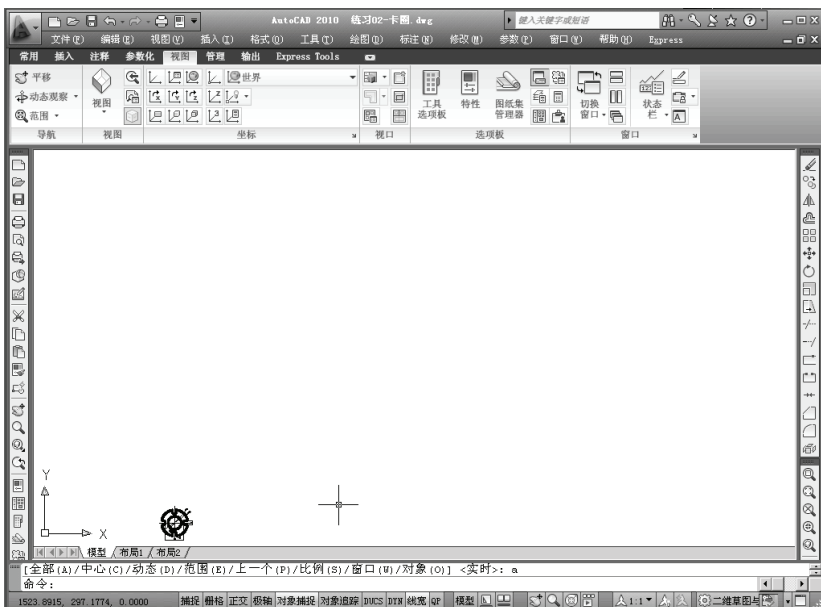 AutoCAD 2010 练习02-卡圈.dwg 键入关键字或短语
文件(F) 编辑(E) 视图(V) 插入(I) 格式(O) 工具(T) 绘图(D) 标注(N) 修改(M) 参数(P) 窗口(W) 帮助(H) Express
常用 插入 注释 参数化 视图 管理 输出 Express Tools
平移
动态观察
范围
视图
世界
工具选项板
特性
图纸集管理器
切换窗口
状态栏
导航 视图 坐标 视口 选项板 窗口
Y
X
模型 布局1 布局2
[全部(A)/中心(C)/动态(D)/范围(E)/上一个(P)/比例(S)/窗口(W)/对象(O)] <实时>: a
命令:
1523.8915, 297.1774, 0.0000 捕捉 栅格 正交 极轴 对象捕捉 对象追踪 DUCS DYN 线宽 QP 模型 1:1 二维草图与